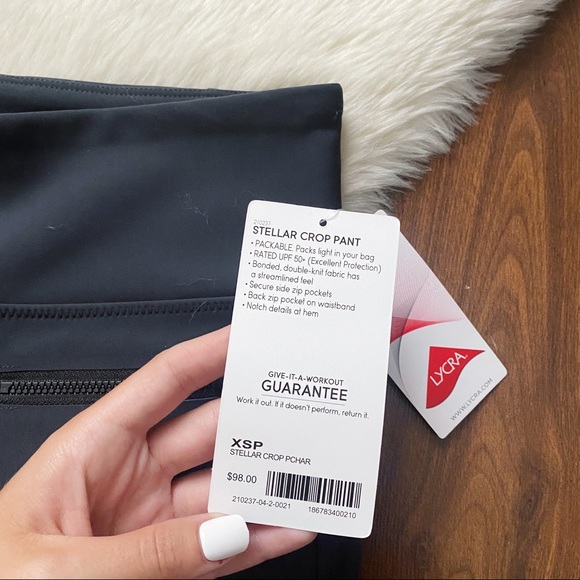 210237
STELLAR CROP PANT
• PACKABLE. Packs light in your bag
• RATED UPF 50+ (Excellent Protection)
• Bonded, double-knit fabric has
a streamlined feel
• Secure side zip pockets
• Back zip pocket on waistband
• Notch details at hem
GIVE-IT-A-WORKOUT
GUARANTEE
Work it out. If it doesn't perform, return it.
XSP
STELLAR CROP PCHAR
$98.00
210237-04-2-0021 186783400210
LYCRA
WWW.LYCRA.COM